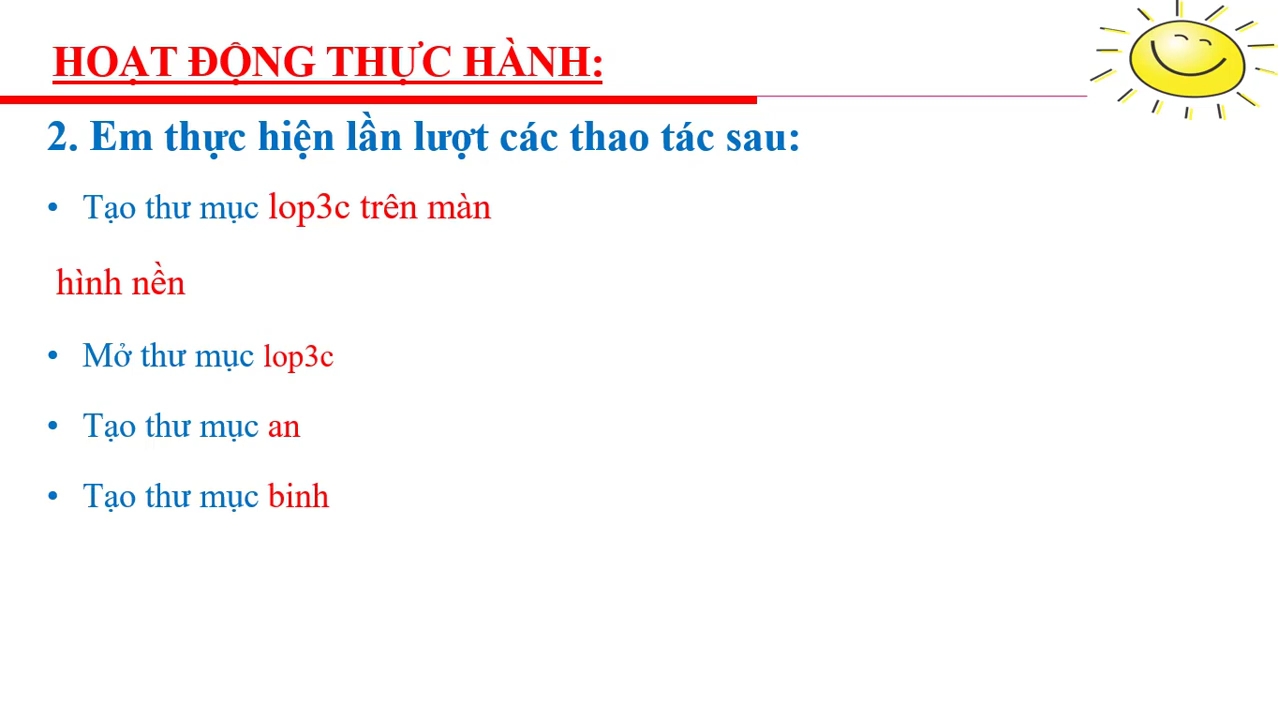 HOẠT ĐỘNG THỰC HÀNH:
2. Em thực hiện lần lượt các thao tác sau:
• Tạo thư mục lop3c trên màn
hình nền
• Mở thư mục lop3c
• Tạo thư mục an
• Tạo thư mục binh